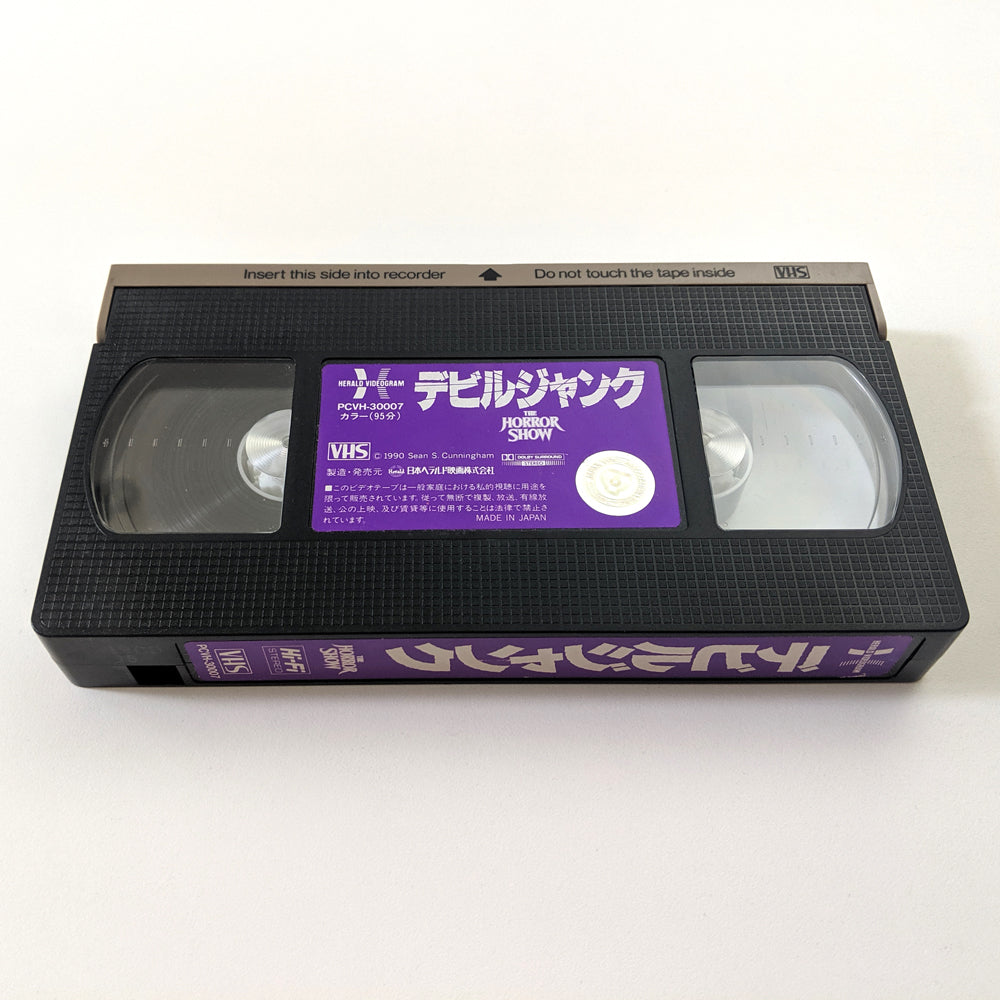 Insert this side into recorder
Do not touch the tape inside
VHS
HERALD VIDEOGRAM
PCVH-30007
カラー(95分)
デビルジャンク
THE
HORROR
SHOW
VHS
© 1990 Sean S. Cunningham
DOLBY SURROUND
STEREO
製造・発売元 Herald 日本ヘラルド映画株式会社
■このビデオテープは一般家庭における私的視聴に用途を
限って販売されています。従って無断で複製、放送、有線放
送、公の上映、及び賃貸等に使用することは法律で禁止さ
れています。
MADE IN JAPAN
PCVH-30007
VHS
Hi-Fi
STEREO
THE
HORROR
SHOW
デビルジャンク
HERALD VIDEOGRAM